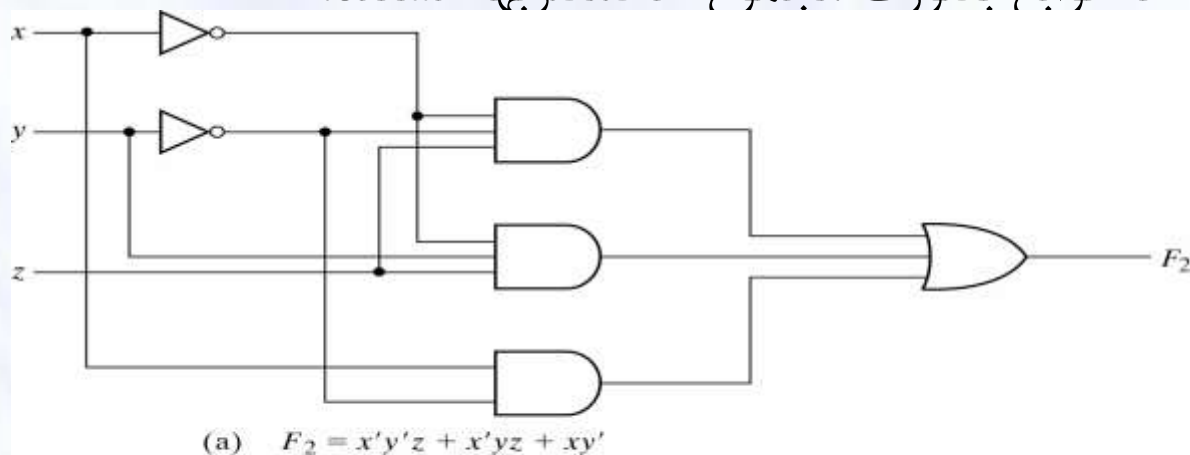 x
y
z
F₂
(a) F₂ = x′y′z + x′yz + xy′